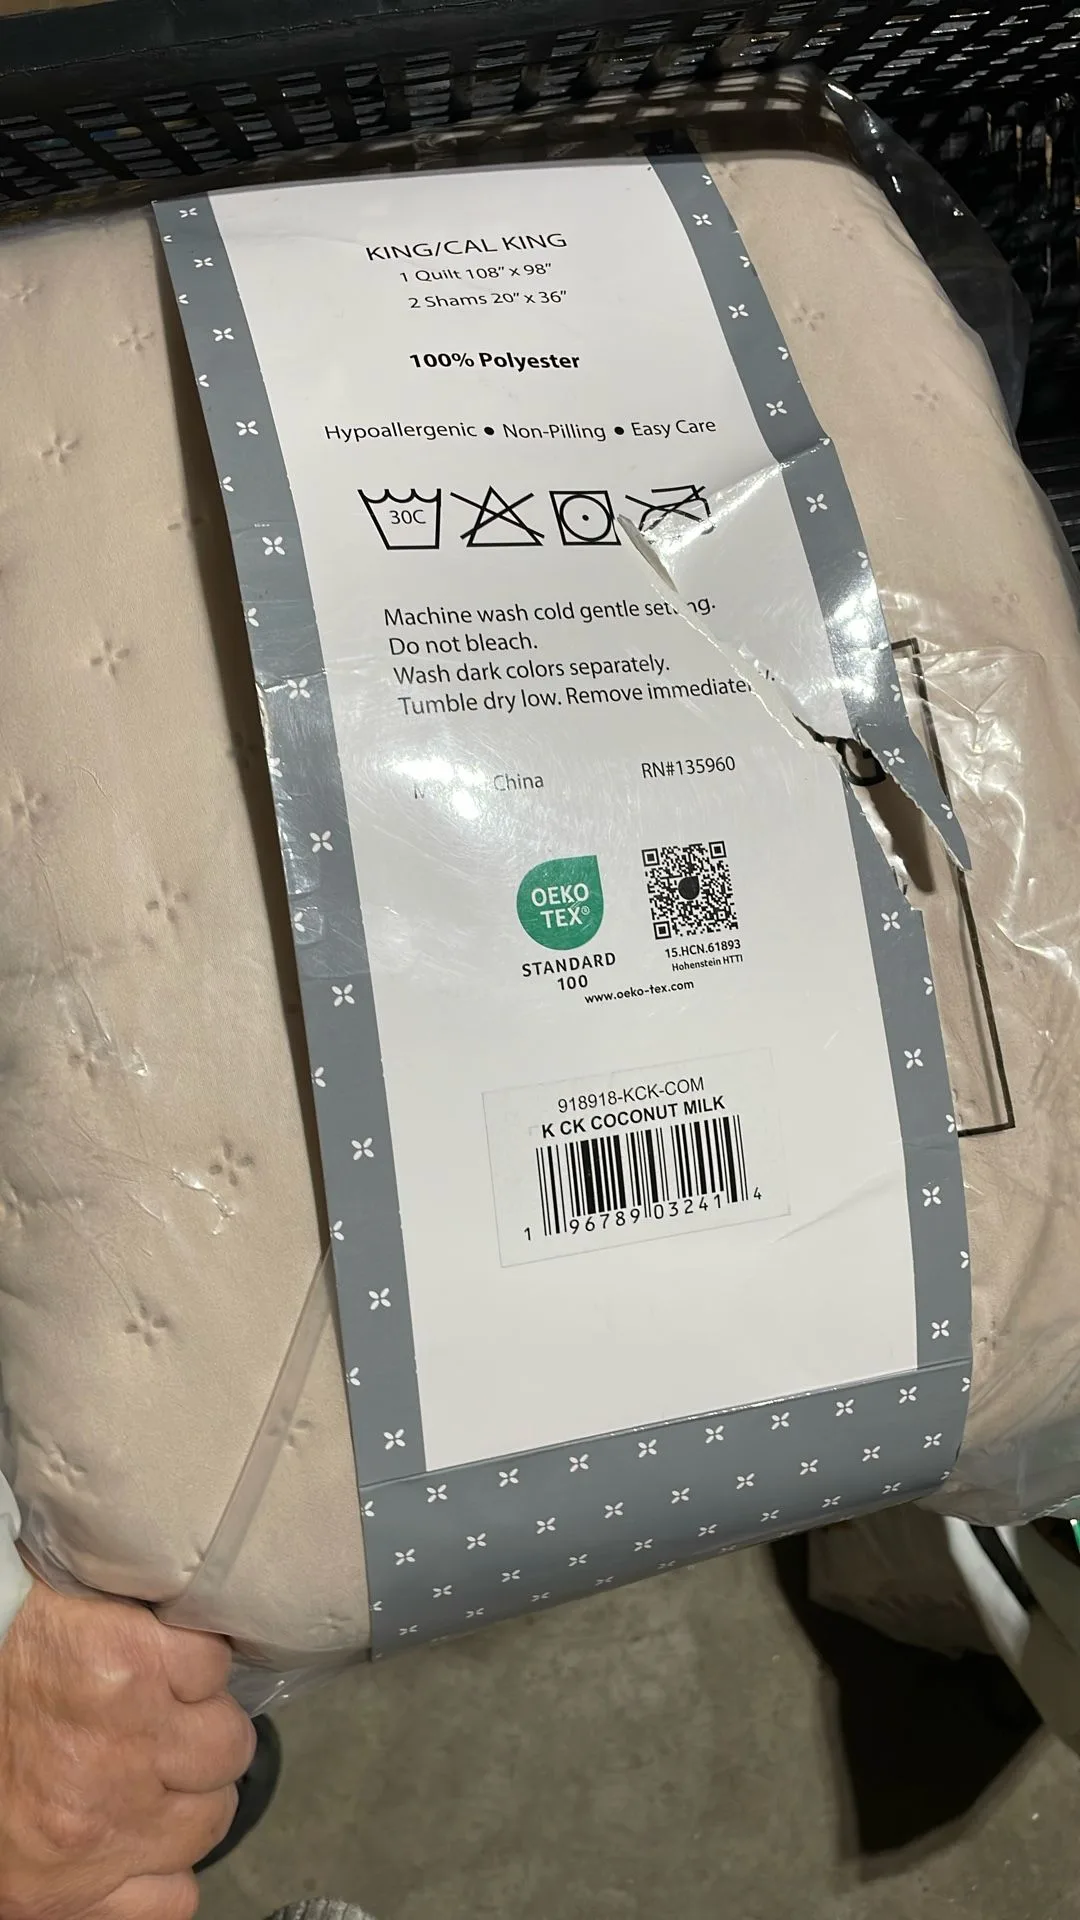 KING/CAL KING
1 Quilt 108" x 98"
2 Shams 20" x 36"
100% Polyester
Hypoallergenic ● Non-Pilling ● Easy Care
30C
Machine wash cold gentle set ng.
Do not bleach.
Wash dark colors separately.
Tumble dry low. Remove immediate y.
China
RN#135960
OEKO
TEX®
STANDARD
100
15.HCN.61893
Hohenstein HTTI
www.oeko-tex.com
918918-KCK-COM
K CK COCONUT MILK
1 96789 03241 4